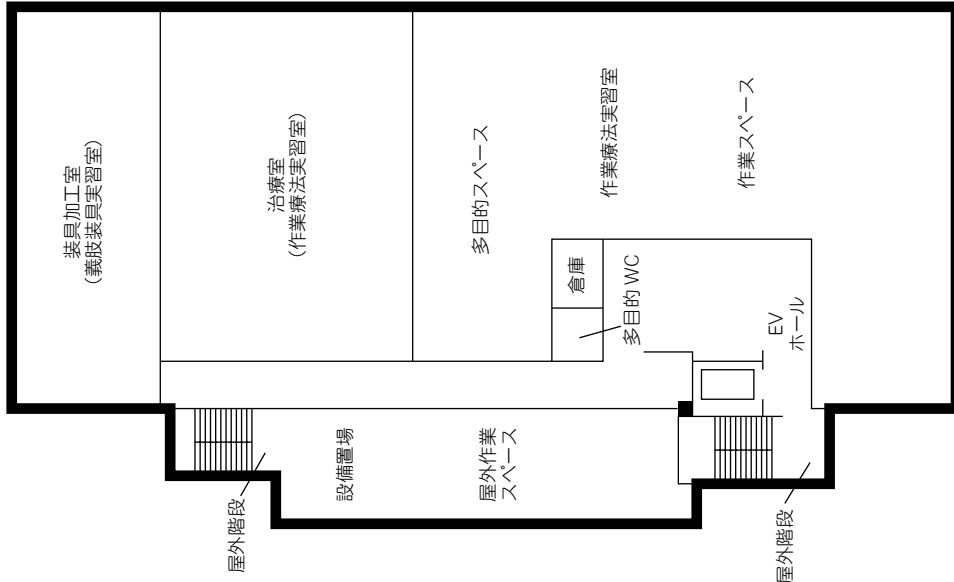 装具加工室
(義肢装具実習室)
治療室
(作業療法実習室)
多目的スペース
作業療法実習室
作業スペース
倉庫
多目的 WC
EV
ホール
設備置場
屋外作業
スペース
屋外階段
屋外階段